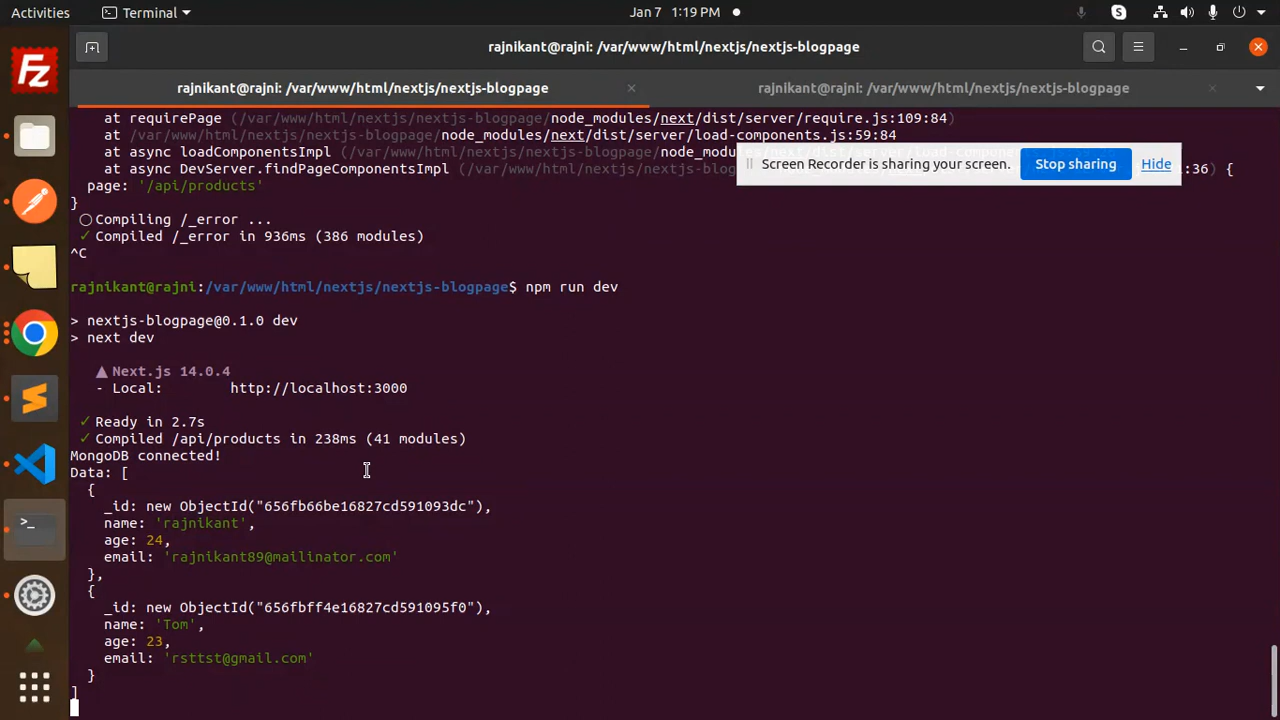 Activities
Terminal
Jan 7 1:19 PM
rajnikant@rajni: /var/www/html/nextjs/nextjs-blogpage
rajnikant@rajni: /var/www/html/nextjs/nextjs-blogpage
rajnikant@rajni: /var/www/html/nextjs/nextjs-blogpage
at requirePage (/var/www/html/nextjs/nextjs-blogpage/node_modules/next/dist/server/require.js:109:84)
at /var/www/html/nextjs/nextjs-blogpage/node_modules/next/dist/server/load-components.js:59:84
at async loadComponentsImpl (/var/www/html/nextjs/nextjs-blogpage/node_modules/next/dist/server/load-compone
at async DevServer.findPageComponentsImpl (/var/www/html/nextjs/nextjs-blog
:36) {
Screen Recorder is sharing your screen.
Stop sharing
Hide
page: '/api/products'
}
○ Compiling /_error ...
✓ Compiled /_error in 936ms (386 modules)
^C
rajnikant@rajni:/var/www/html/nextjs/nextjs-blogpage$ npm run dev
> nextjs-blogpage@0.1.0 dev
> next dev
▲ Next.js 14.0.4
- Local: http://localhost:3000
✓ Ready in 2.7s
✓ Compiled /api/products in 238ms (41 modules)
MongoDB connected!
Data: [
{
_id: new ObjectId("656fb66be16827cd591093dc"),
name: 'rajnikant',
age: 24,
email: 'rajnikant89@mailinator.com'
},
{
_id: new ObjectId("656fbff4e16827cd591095f0"),
name: 'Tom',
age: 23,
email: 'rsttst@gmail.com'
}
]